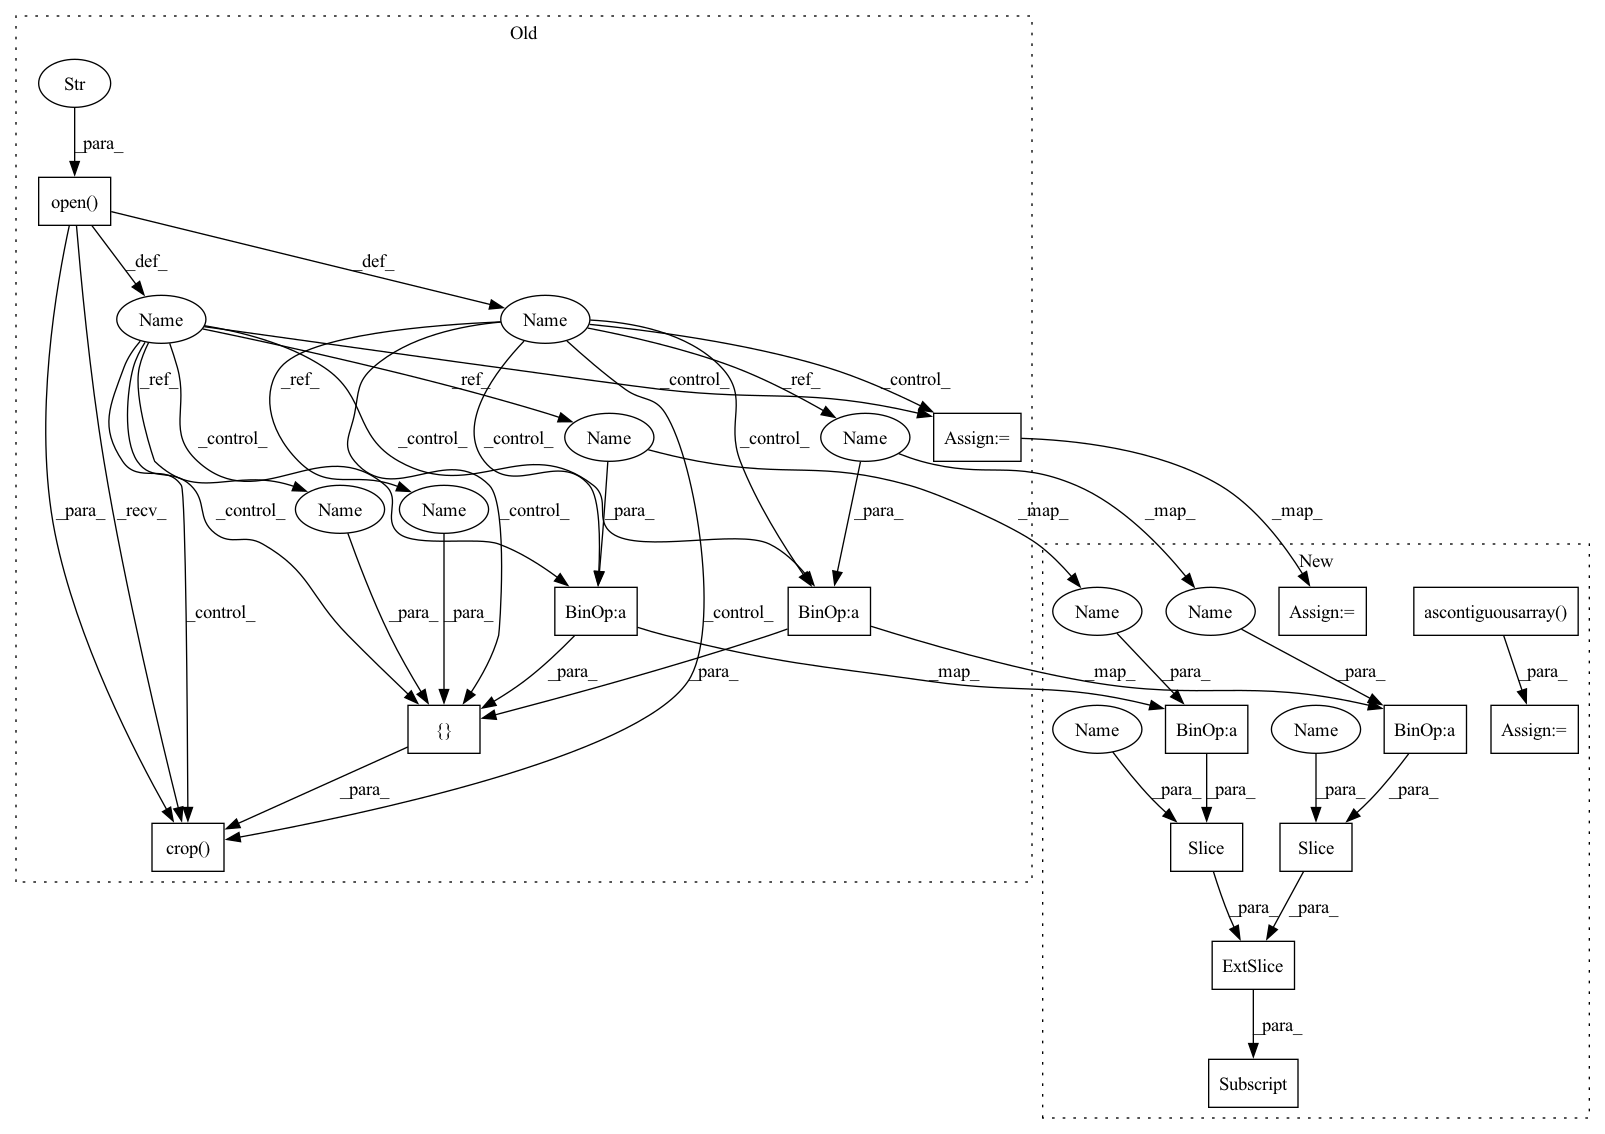 Old
Str
_para_
open()
_def_
_def_
Name
Name
_ref_
_ref_
_ref_
_control_
_ref_
_control_
_control_
_control_
_control_
_control_
Name
Name
Assign:=
Name
Name
_para_
_recv_
_control_
_control_
_para_
_para_
_map_
_map_
_map_
New
_control_
_para_
_para_
BinOp:a
BinOp:a
_control_
Name
Name
Assign:=
ascontiguousarray()
_para_
_para_
_map_
_map_
_para_
_para_
_para_
{}
Name
BinOp:a
Name
BinOp:a
Assign:=
_para_
_para_
_para_
_para_
_para_
crop()
Slice
Slice
_para_
_para_
ExtSlice
_para_
Subscript